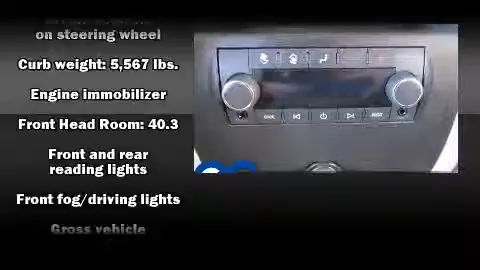 on steering wheel
Curb weight: 5,567 lbs.
Engine immobilizer
Front Head Room: 40.3
Front and rear
reading lights
Front fog/driving lights
Gross vehicle